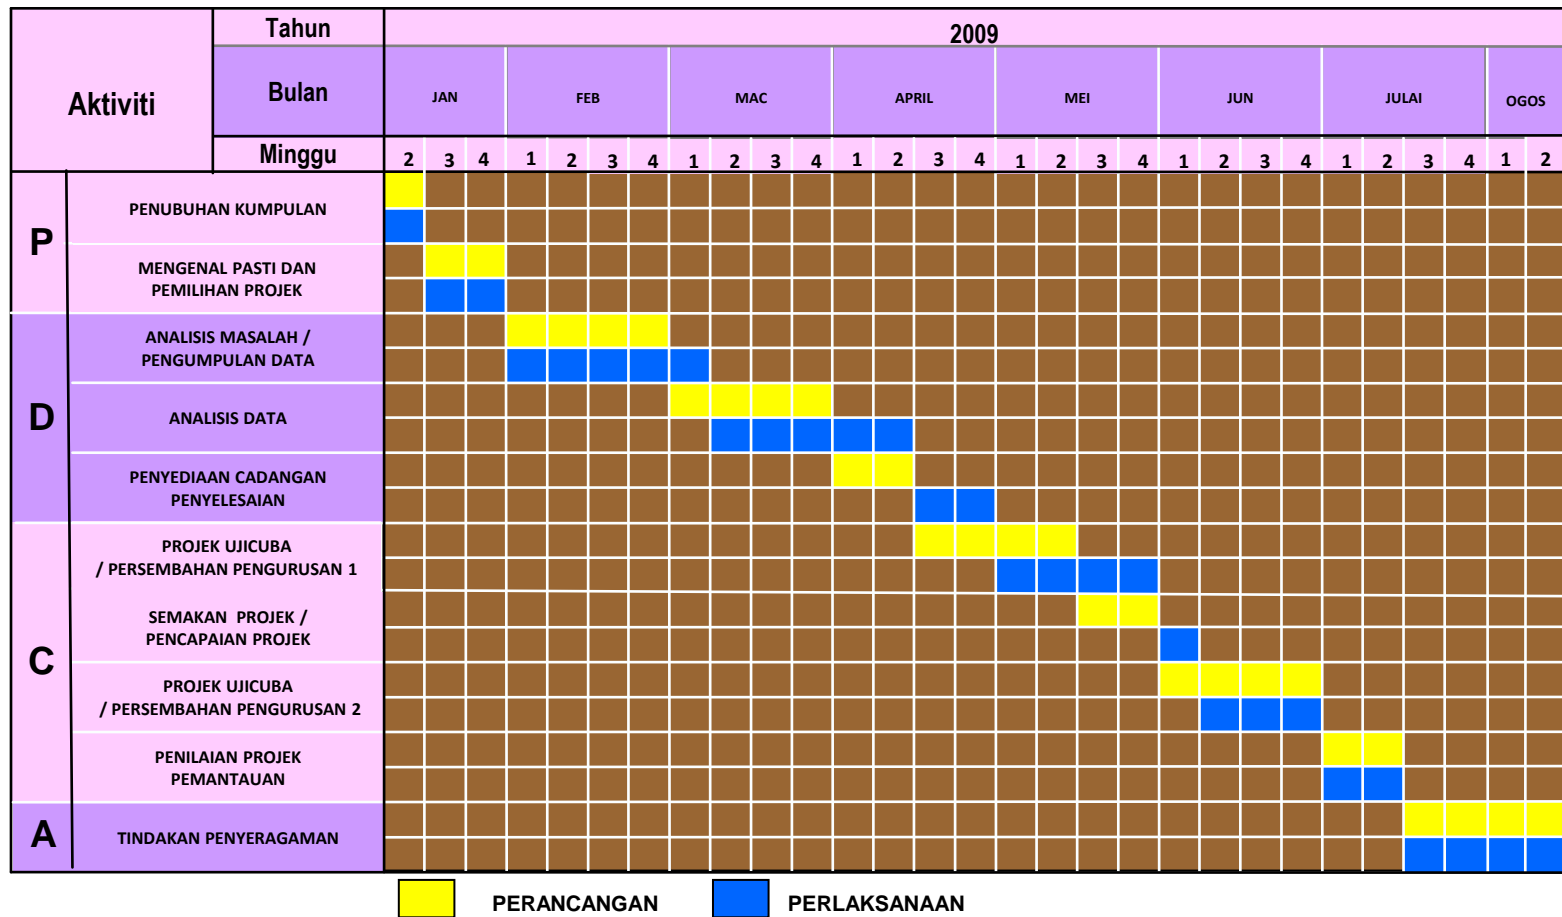 Tahun
2009
Aktiviti
Bulan
JAN FEB MAC APRIL MEI JUN JULAI OGOS
Minggu
2 3 4 1 2 3 4 1 2 3 4 1 2 3 4 1 2 3 4 1 2 3 4 1 2 3 4 1 2
P
PENUBUHAN KUMPULAN
MENGENAL PASTI DAN
PEMILIHAN PROJEK
D
ANALISIS MASALAH /
PENGUMPULAN DATA
ANALISIS DATA
PENYEDIAAN CADANGAN
PENYELESAIAN
C
PROJEK UJICUBA
/ PERSEMBAHAN PENGURUSAN 1
SEMAKAN PROJEK /
PENCAPAIAN PROJEK
PROJEK UJICUBA
/ PERSEMBAHAN PENGURUSAN 2
PENILAIAN PROJEK
PEMANTAUAN
A
TINDAKAN PENYERAGAMAN
PERANCANGAN
PERLAKSANAAN